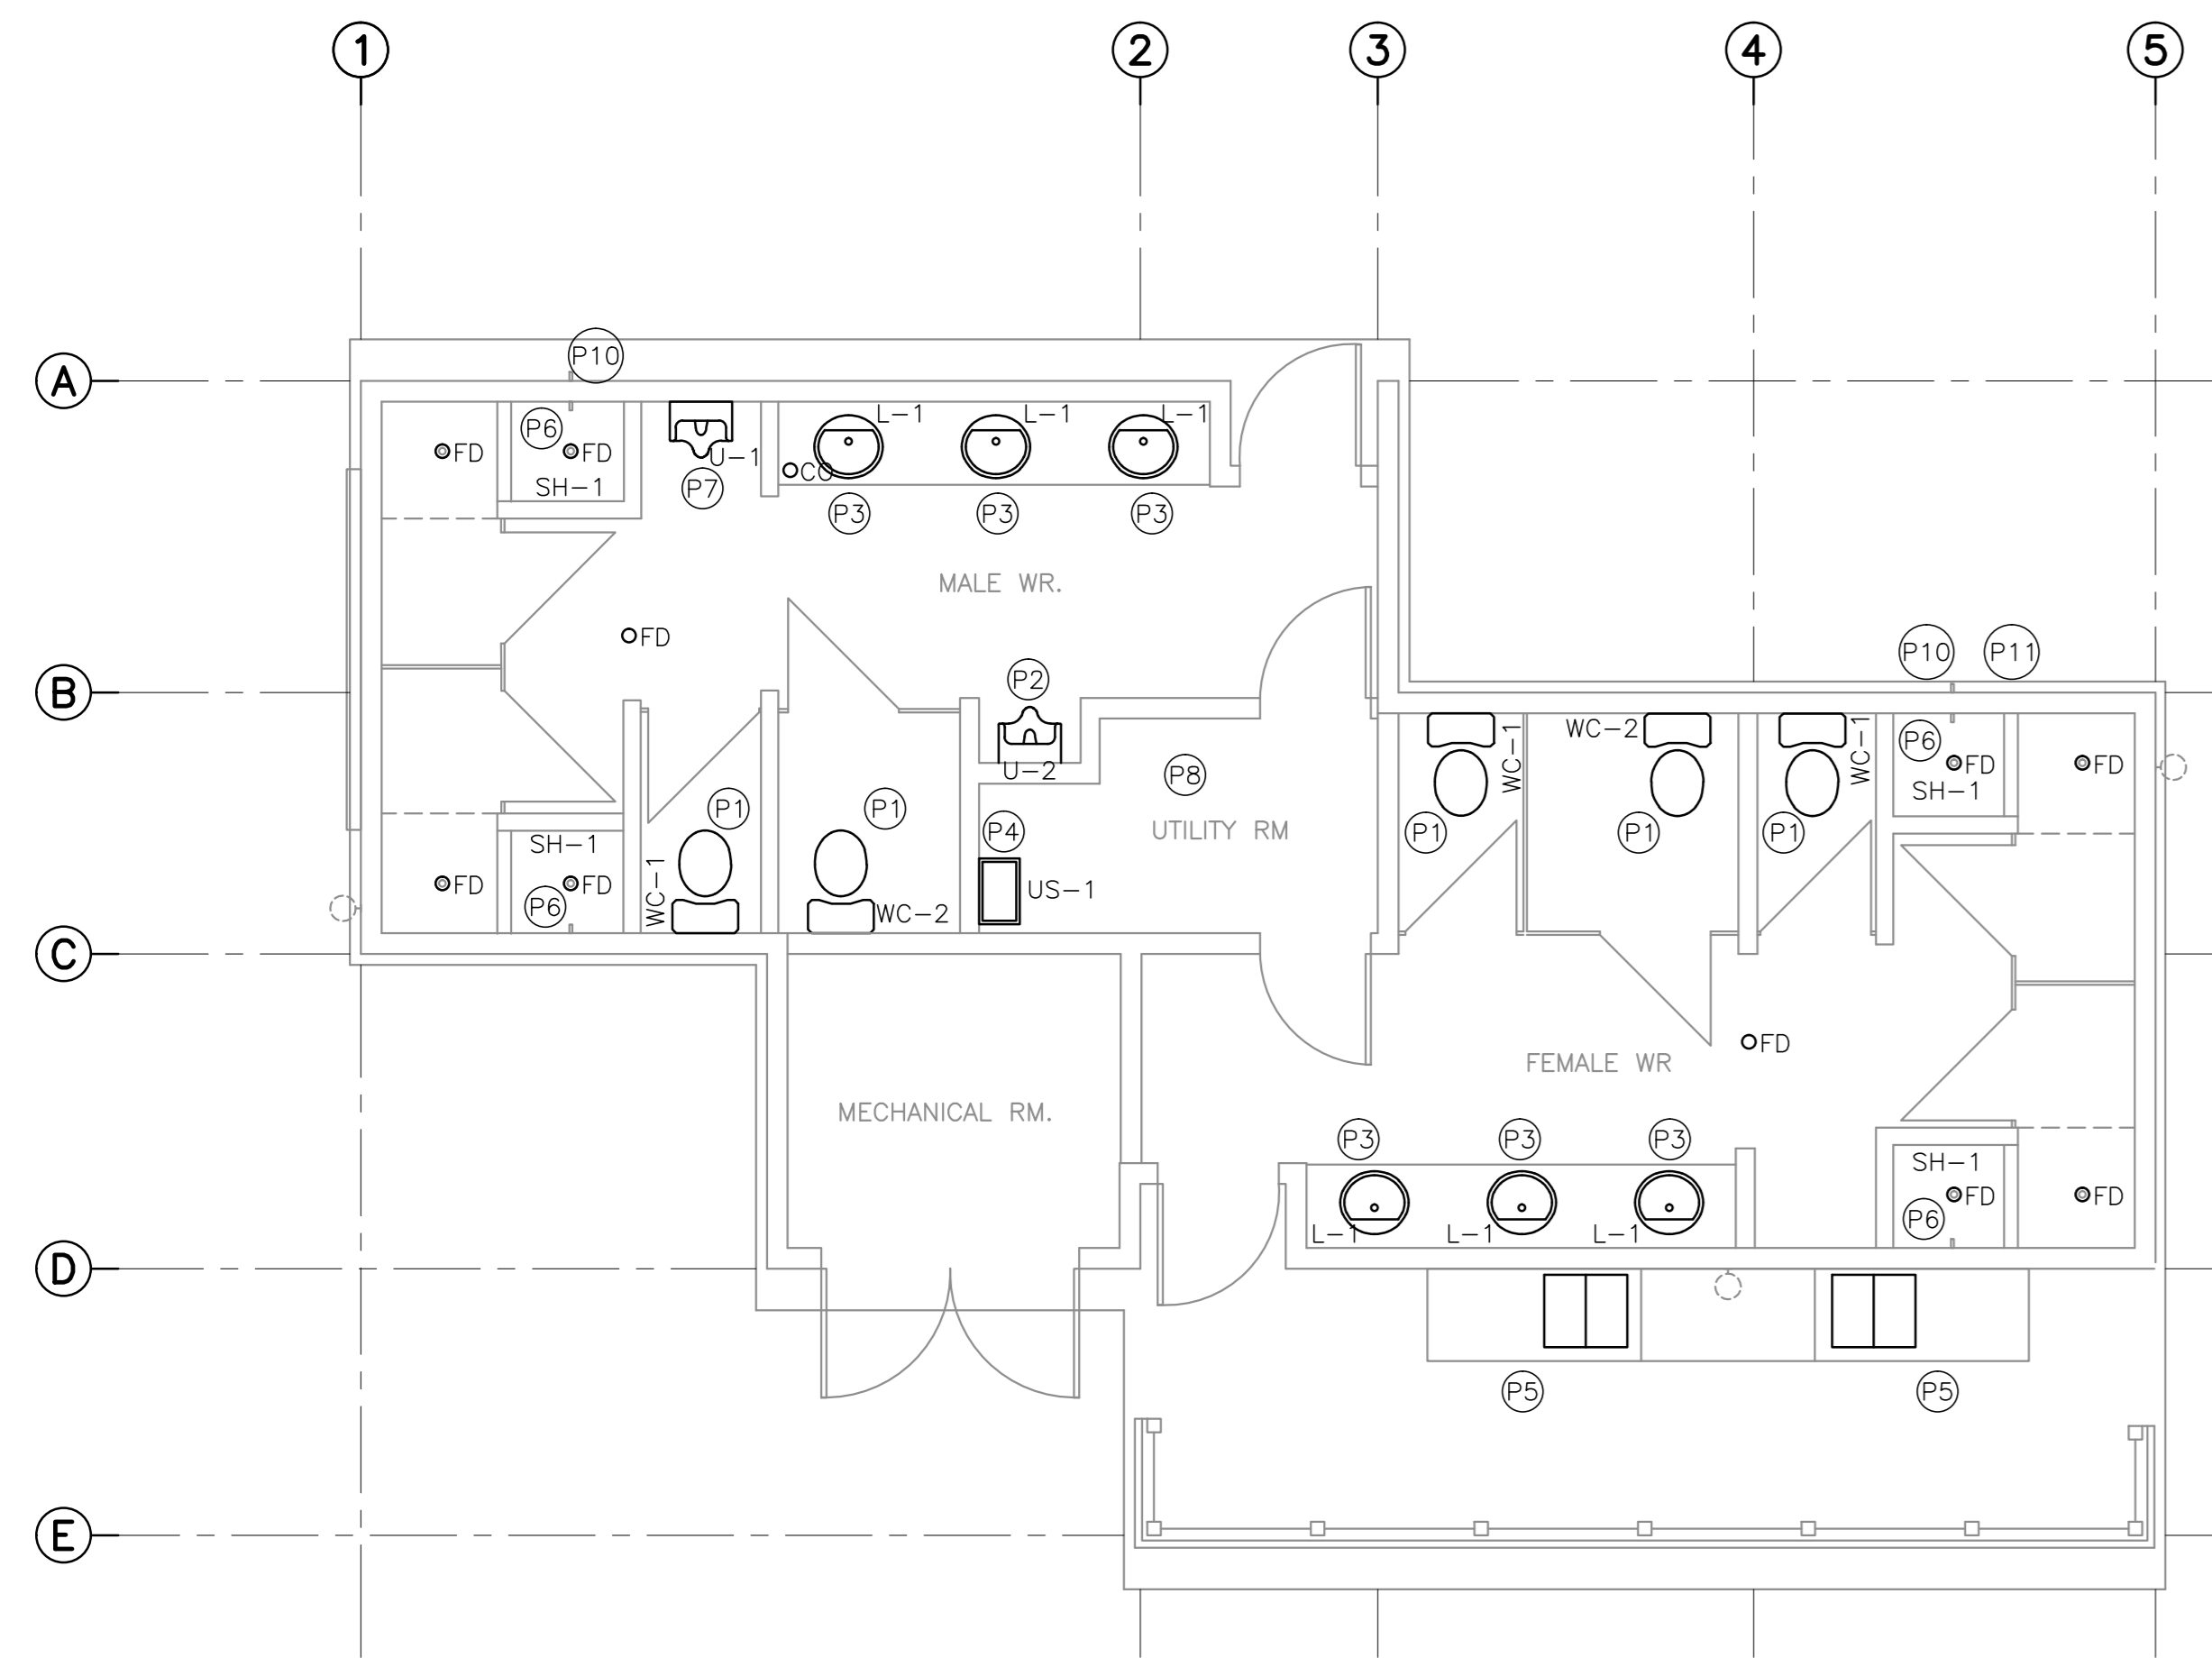 1 2 3 4 5
A
P10
L-1 L-1 L-1
P6
FD FD U-1
CO
SH-1 P7
P3 P3 P3
MALE WR.
FD
B
P2
P10 P11
WC-1 WC-2 WC-1
P6
U-2 P8
FD FD
SH-1
P1 P1
P4 UTILITY RM
P1 P1 P1
SH-1
FD FD
WC-1
US-1
P6
WC-2
C
FD
FEMALE WR
MECHANICAL RM.
P3 P3 P3
SH-1
FD FD
P6
L-1 L-1 L-1
D
P5 P5
E